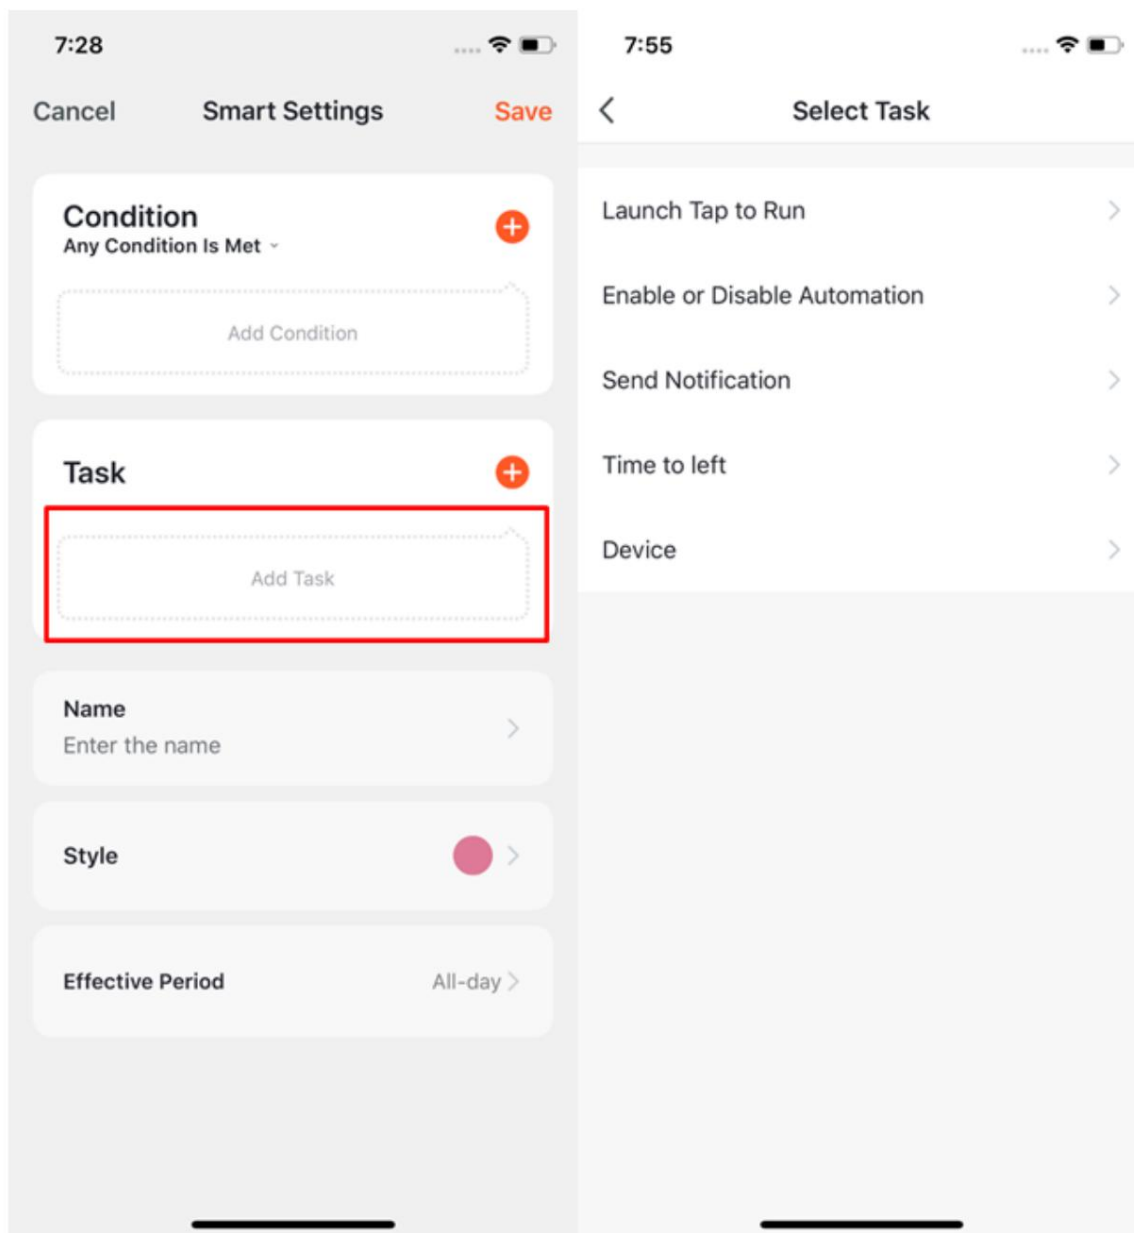 7:28
Cancel Smart Settings Save
Condition
Any Condition Is Met
Add Condition
Task
Add Task
Name
Enter the name
Style
Effective Period All-day
7:55
Select Task
Launch Tap to Run
Enable or Disable Automation
Send Notification
Time to left
Device